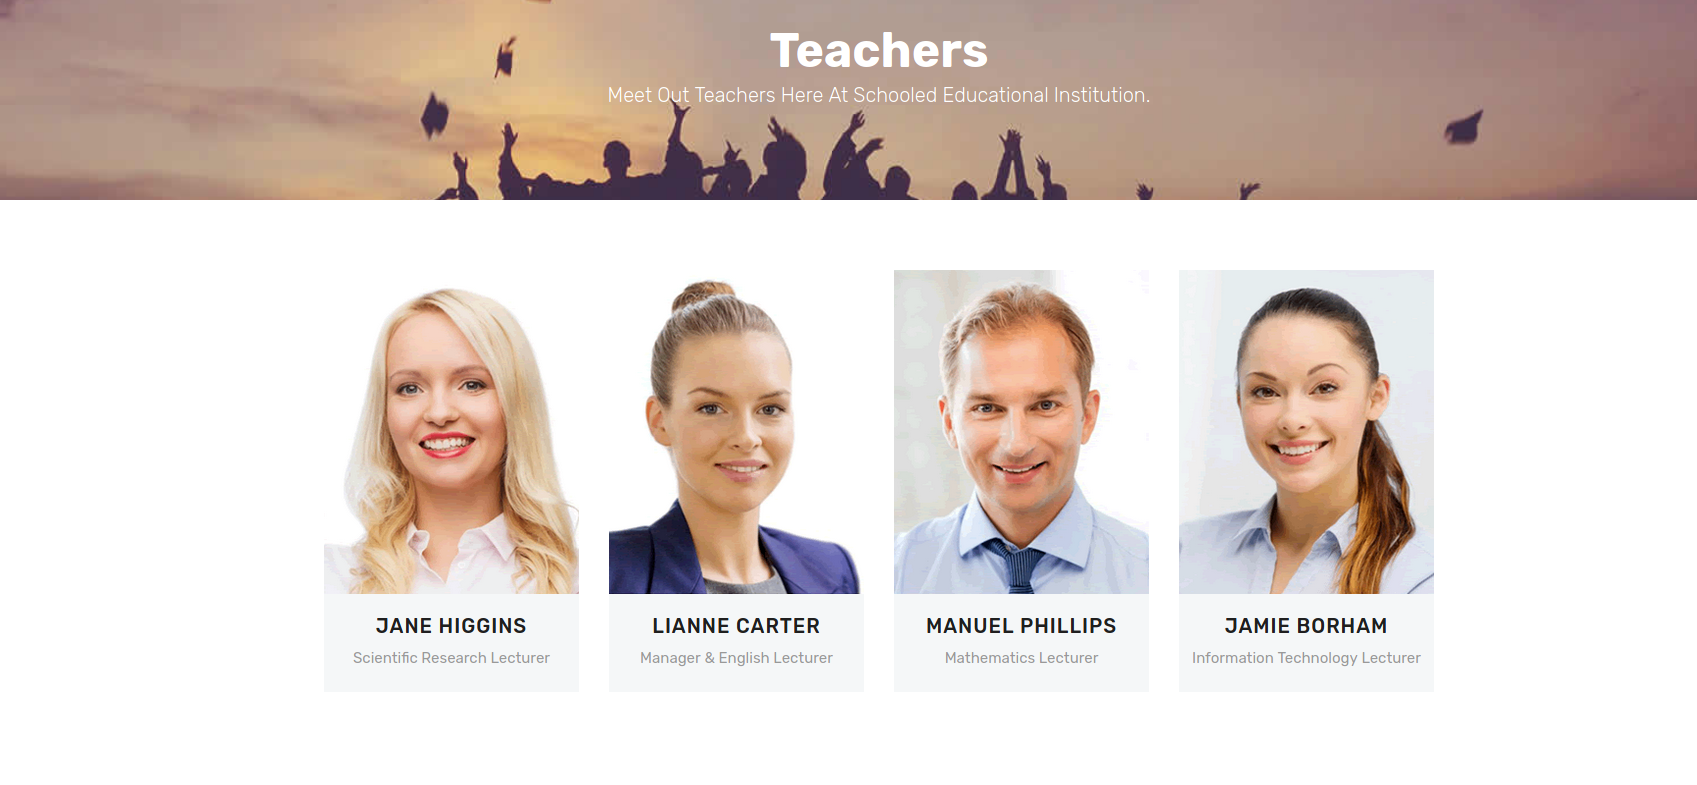 Teachers
Meet Out Teachers Here At Schooled Educational Institution.
JANE HIGGINS
Scientific Research Lecturer
LIANNE CARTER
Manager & English Lecturer
MANUEL PHILLIPS
Mathematics Lecturer
JAMIE BORHAM
Information Technology Lecturer